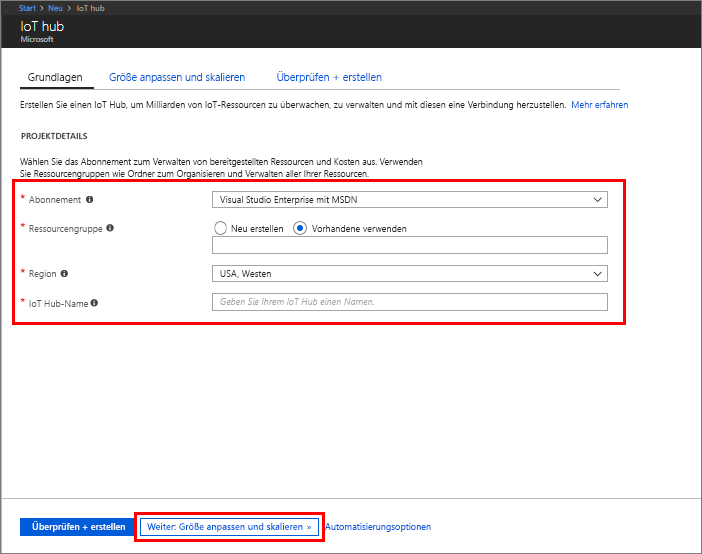 Start > Neu > IoT hub
IoT hub
Microsoft
Grundlagen Größe anpassen und skalieren Überprüfen + erstellen
Erstellen Sie einen IoT Hub, um Milliarden von IoT-Ressourcen zu überwachen, zu verwalten und mit diesen eine Verbindung herzustellen. Mehr erfahren
PROJEKTDETAILS
Wählen Sie das Abonnement zum Verwalten von bereitgestellten Ressourcen und Kosten aus. Verwenden
Sie Ressourcengruppen wie Ordner zum Organisieren und Verwalten aller Ihrer Ressourcen.
* Abonnement Visual Studio Enterprise mit MSDN
* Ressourcengruppe Neu erstellen Vorhandene verwenden
* Region USA, Westen
* IoT Hub-Name Geben Sie Ihrem IoT Hub einen Namen.
Überprüfen + erstellen Weiter: Größe anpassen und skalieren » Automatisierungsoptionen